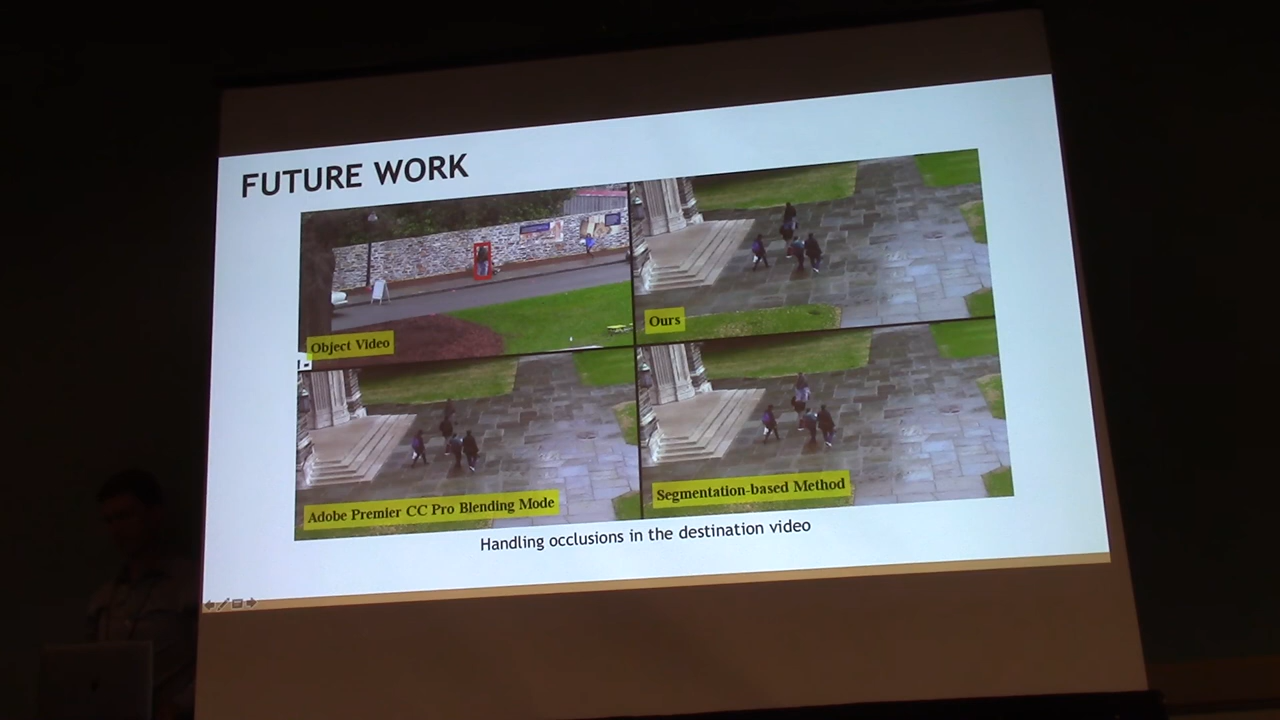 FUTURE WORK
Object Video
Ours
Adobe Premier CC Pro Blending Mode
Segmentation-based Method
Handling occlusions in the destination video